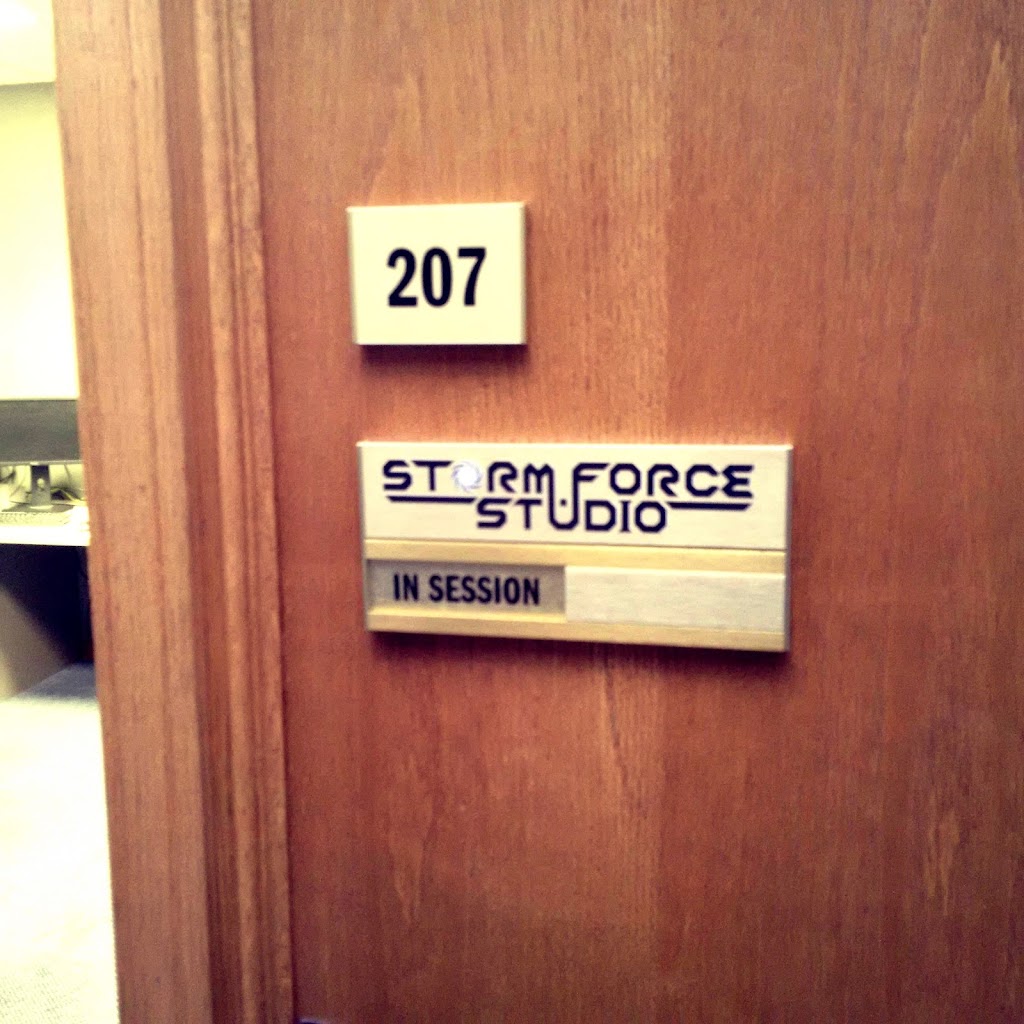 207
STORM FORCE
STUDIO
IN SESSION